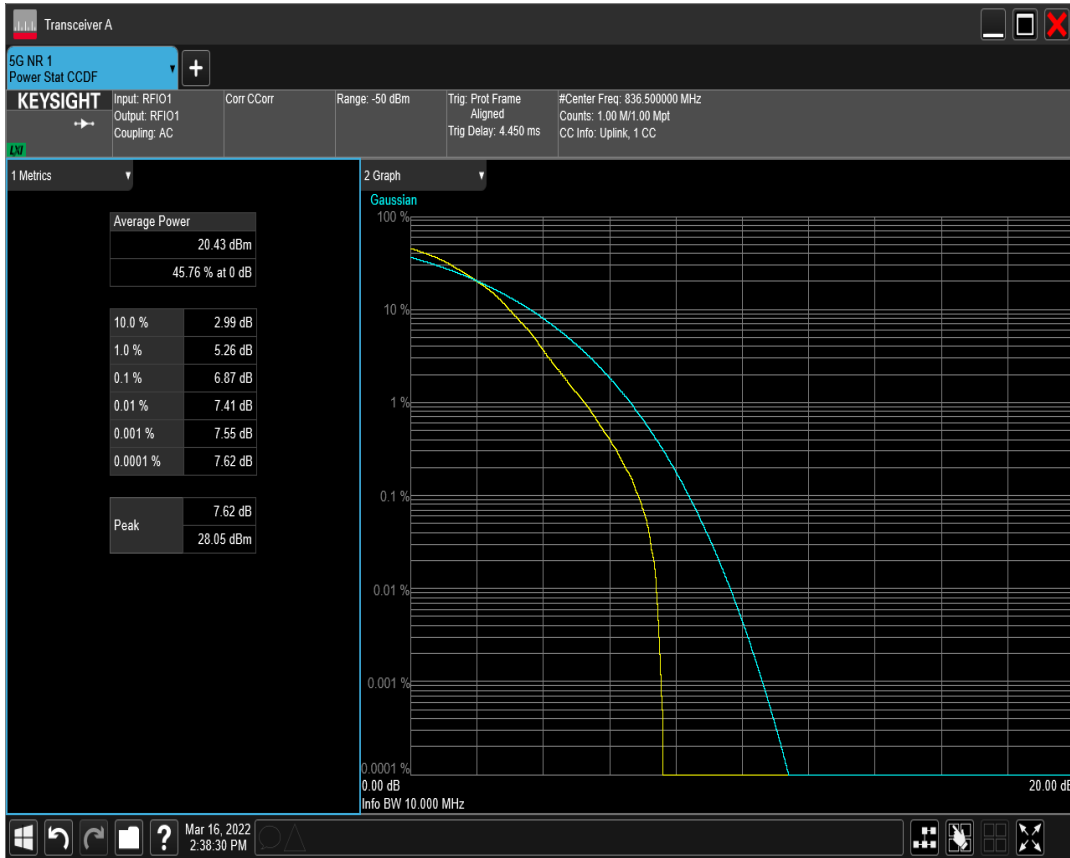 Transceiver A
5G NR 1
Power Stat CCDF
KEYSIGHT
LXI
Input: RFIO1
Output: RFIO1
Coupling: AC
Corr CCorr
Range: -50 dBm
Trig: Prot Frame
Aligned
Trig Delay: 4.450 ms
#Center Freq: 836.500000 MHz
Counts: 1.00 M/1.00 Mpt
CC Info: Uplink, 1 CC
1 Metrics
Average Power
20.43 dBm
45.76 % at 0 dB
10.0 % 2.99 dB
1.0 % 5.26 dB
0.1 % 6.87 dB
0.01 % 7.41 dB
0.001 % 7.55 dB
0.0001 % 7.62 dB
Peak 7.62 dB
28.05 dBm
2 Graph
Gaussian
100 %
10 %
1 %
0.1 %
0.01 %
0.001 %
0.0001 %
0.00 dB 20.00 dB
Info BW 10.000 MHz
Mar 16, 2022
2:38:30 PM